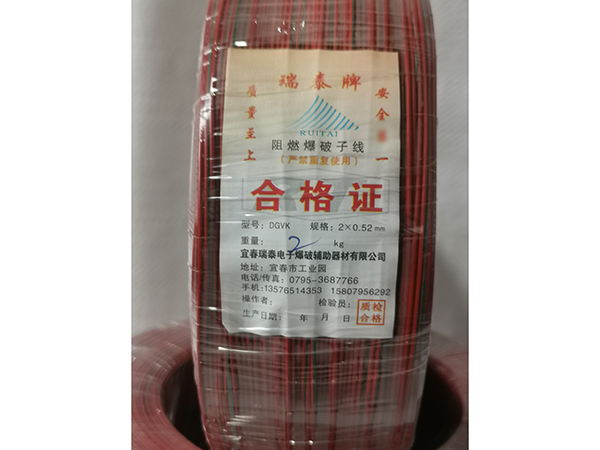 瑞泰牌
质量至上
安全一
RUITAI
阻燃爆破子线
(严禁重复使用)
合格证
型号: DGVK 规格: 2×0.52mm
重量: 2 kg
宜春瑞泰电子爆破辅助器材有限公司
地址: 宜春市工业园
电话/传真: 0795-3687766
手机:13576514353 15807956292
操作者: 检验员:
质检合格
生产日期: 年 月 日